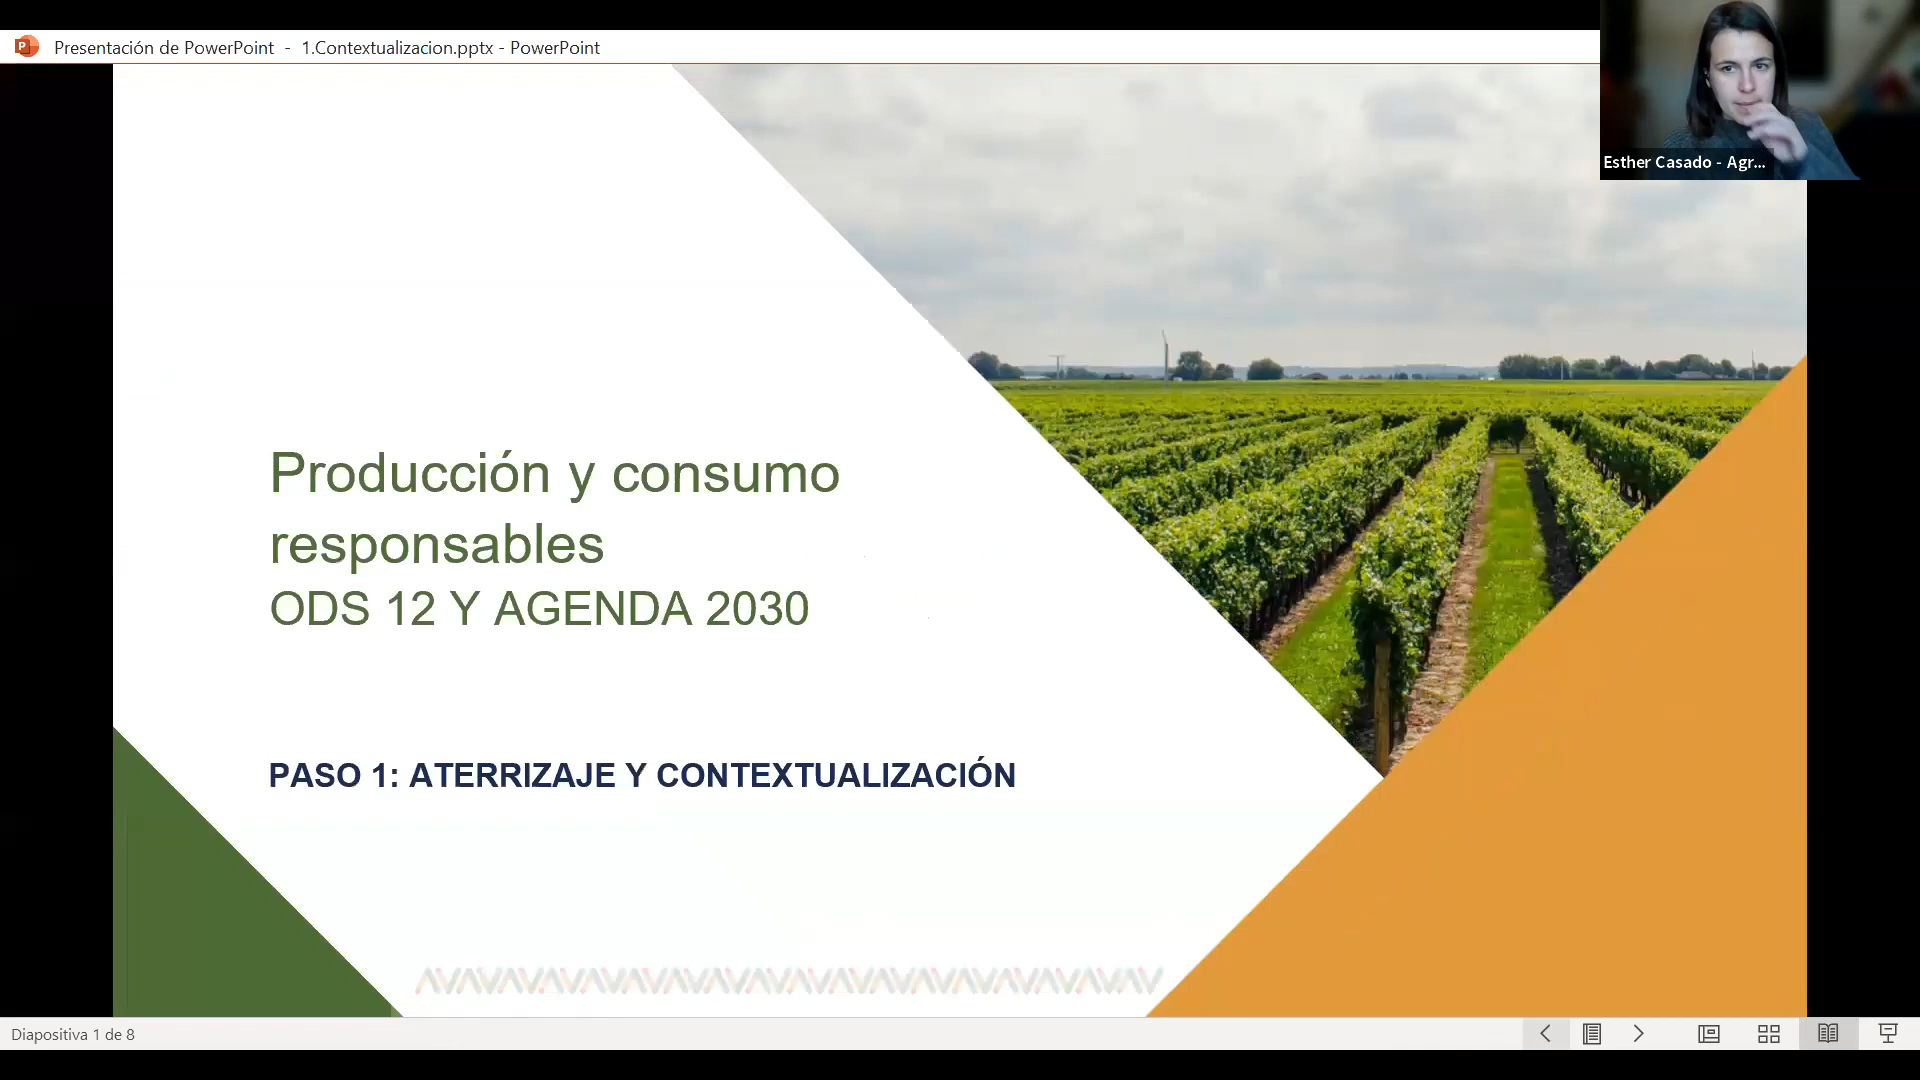 Presentación de PowerPoint - 1.Contextualizacion.pptx - PowerPoint
Esther Casado - Agr...
Producción y consumo
responsables
ODS 12 Y AGENDA 2030
PASO 1: ATERRIZAJE Y CONTEXTUALIZACIÓN
Diapositiva 1 de 8